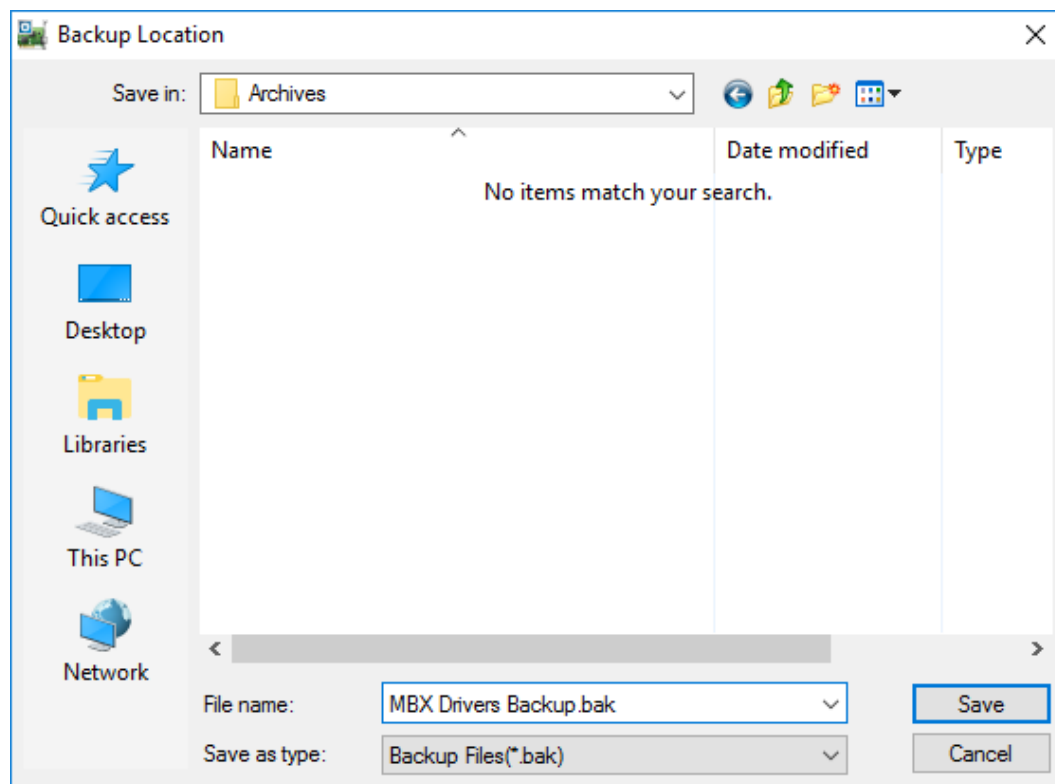 Backup Location
Save in: Archives
Name Date modified Type
No items match your search.
Quick access
Desktop
Libraries
This PC
Network
File name: MBX Drivers Backup.bak Save
Save as type: Backup Files(*.bak) Cancel